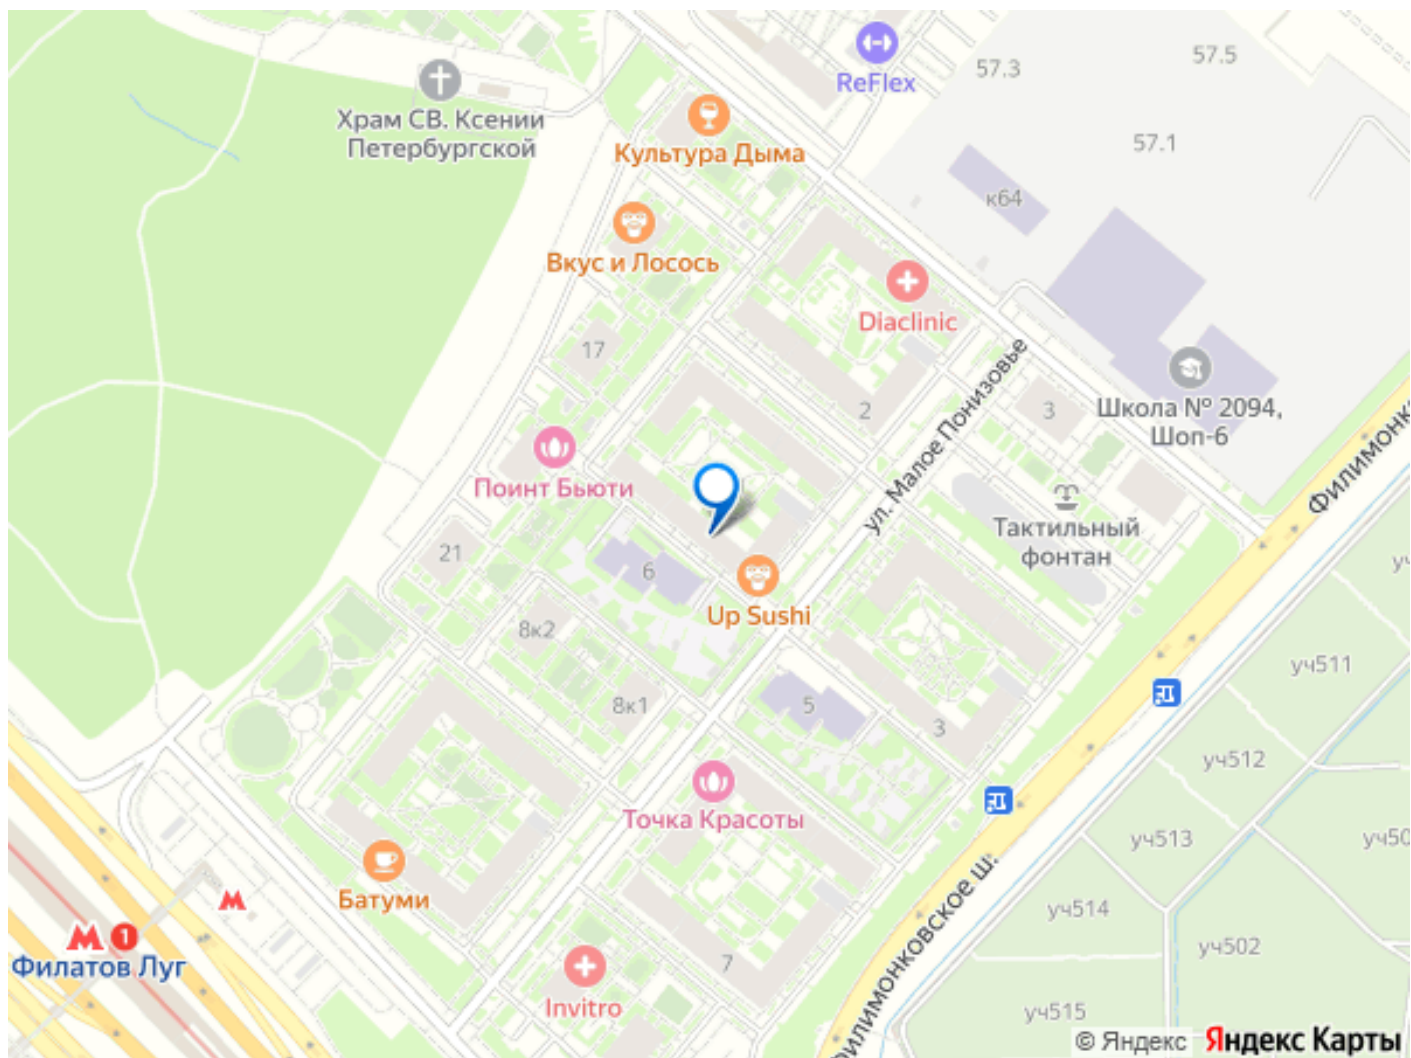 57.5
57.3
ReFlex
Храм СВ. Ксении
Петербургской
Культура Дыма
57.1
к64
Вкус и Лосось
Diaclinic
17
2
3
Школа № 2094,
Шоп-6
ул. Малое Понизовье
Поинт Бьюти
Тактильный
фонтан
21
6
Up Sushi
8к2
8к1
5
3
уч511
уч512
уч513
уч514
уч502
уч515
Точка Красоты
Батуми
7
Invitro
Филимонковское ш.
М 1
Филатов Луг
М
© Яндекс Яндекс Карты